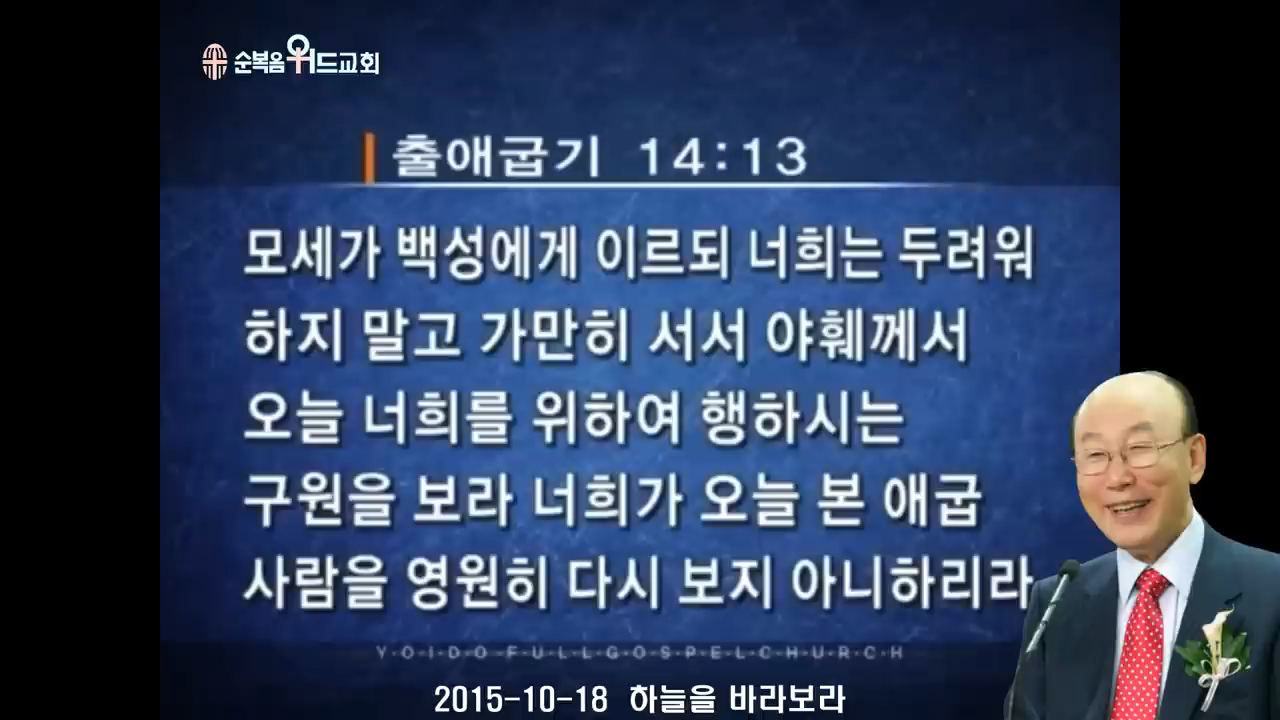 순복음위드교회
출애굽기 14:13
모세가 백성에게 이르되 너희는 두려워
하지 말고 가만히 서서 야훼께서
오늘 너희를 위하여 행하시는
구원을 보라 너희가 오늘 본 애굽
사람을 영원히 다시 보지 아니하리라
Y·O·I·D·O·F·U·L·L·G·O·S·P·E·L·C·H·U·R·C·H
2015-10-18 하늘을 바라보라